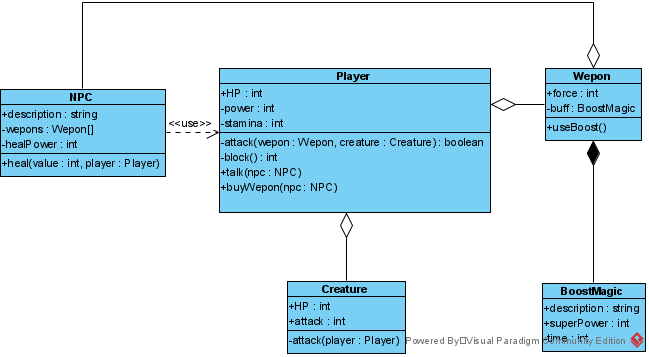 NPC
+description : string
-wepons : Wepon[]
-healPower : int
+heal(value : int, player : Player)
<<use>>
Player
+HP : int
-power : int
-stamina : int
-attack(wepon : Wepon, creature : Creature) : boolean
-block() : int
+talk(npc : NPC)
+buyWepon(npc : NPC)
Wepon
+force : int
-buff : BoostMagic
+useBoost()
Creature
+HP : int
+attack : int
-attack(player : Player)
BoostMagic
+description : string
+superPower : int
-time : int
Powered By Visual Paradigm Community Edition